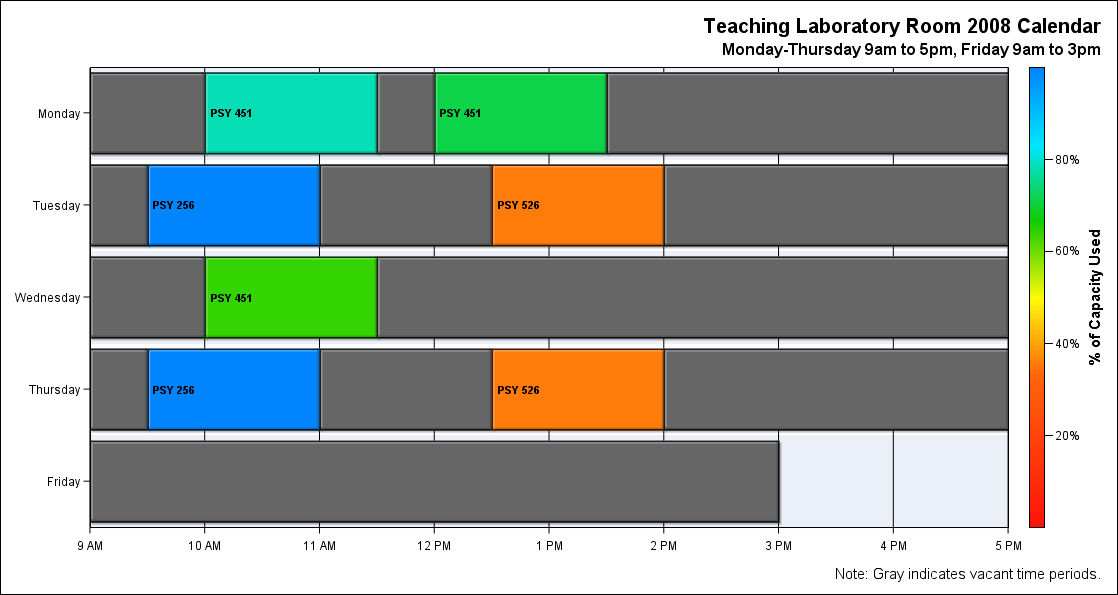 Teaching Laboratory Room 2008 Calendar
Monday-Thursday 9am to 5pm, Friday 9am to 3pm
Monday
PSY 451
PSY 451
Tuesday
PSY 256
PSY 526
Wednesday
PSY 451
Thursday
PSY 256
PSY 526
Friday
9 AM
10 AM
11 AM
12 PM
1 PM
2 PM
3 PM
4 PM
5 PM
80%
60%
40%
20%
% of Capacity Used
Note: Gray indicates vacant time periods.